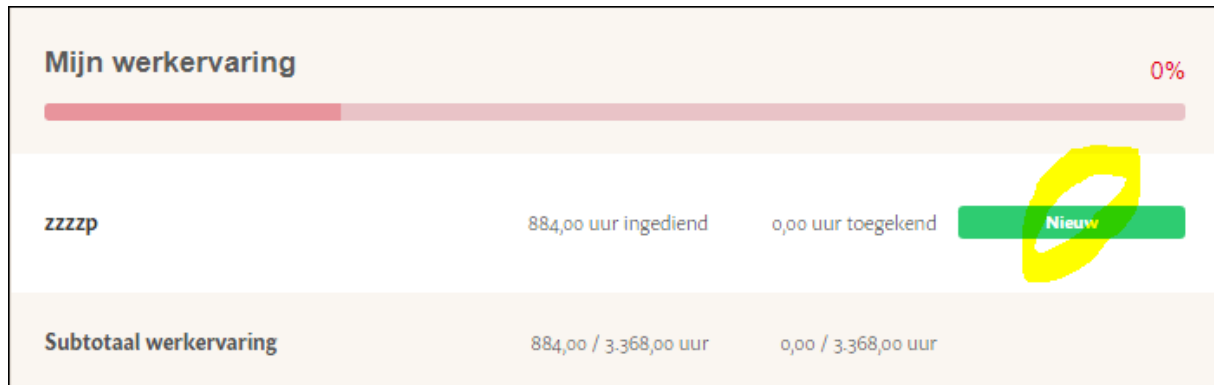 Mijn werkervaring
0%
zzzzp 884,00 uur ingediend 0,00 uur toegekend Nieuw
Subtotaal werkervaring 884,00 / 3.368,00 uur 0,00 / 3.368,00 uur